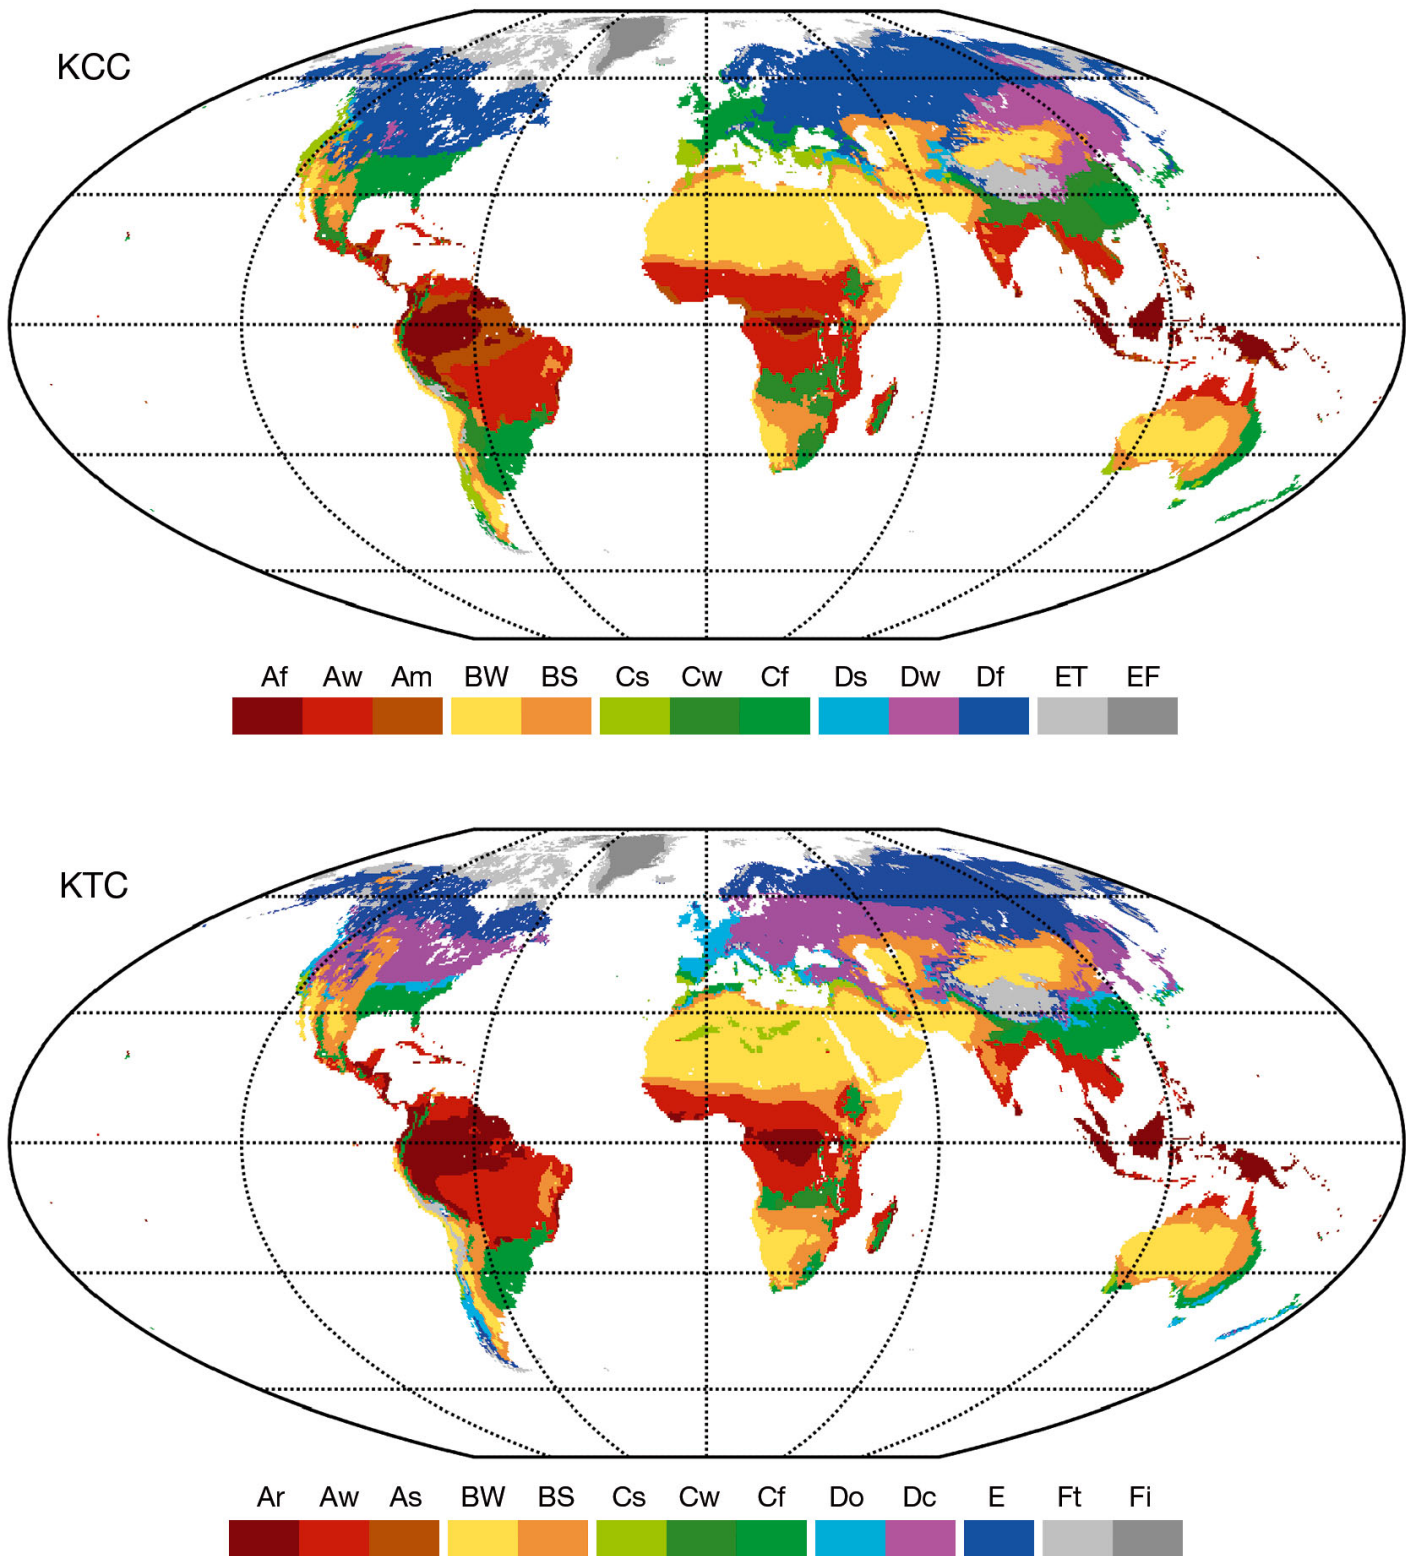 KCC
Af Aw Am BW BS Cs Cw Cf Ds Dw Df ET EF
KTC
Ar Aw As BW BS Cs Cw Cf Do Dc E Ft Fi